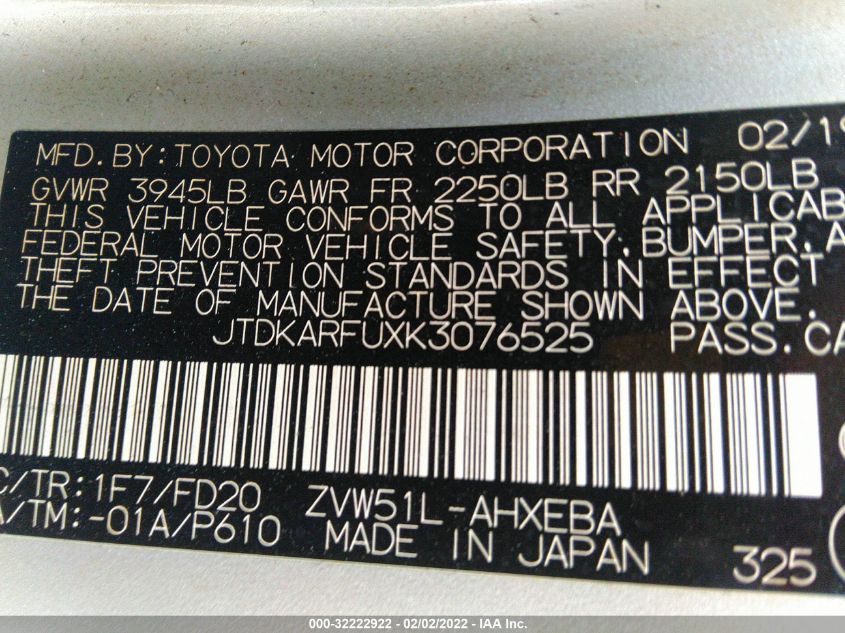 MFD. BY: TOYOTA MOTOR CORPORATION 02/19
GVWR 3945LB GAWR FR 2250LB RR 2150LB
THIS VEHICLE CONFORMS TO ALL APPLICAB
FEDERAL MOTOR VEHICLE SAFETY, BUMPER, A
THEFT PREVENTION STANDARDS IN EFFECT
THE DATE OF MANUFACTURE SHOWN ABOVE.
JTDKARFUXK3076525 PASS. CA
C/TR: 1F7/FD20 ZVW51L-AHXEBA
A/TM: -01A/P610 MADE IN JAPAN 325
000-32222922 - 02/02/2022 - IAA Inc.